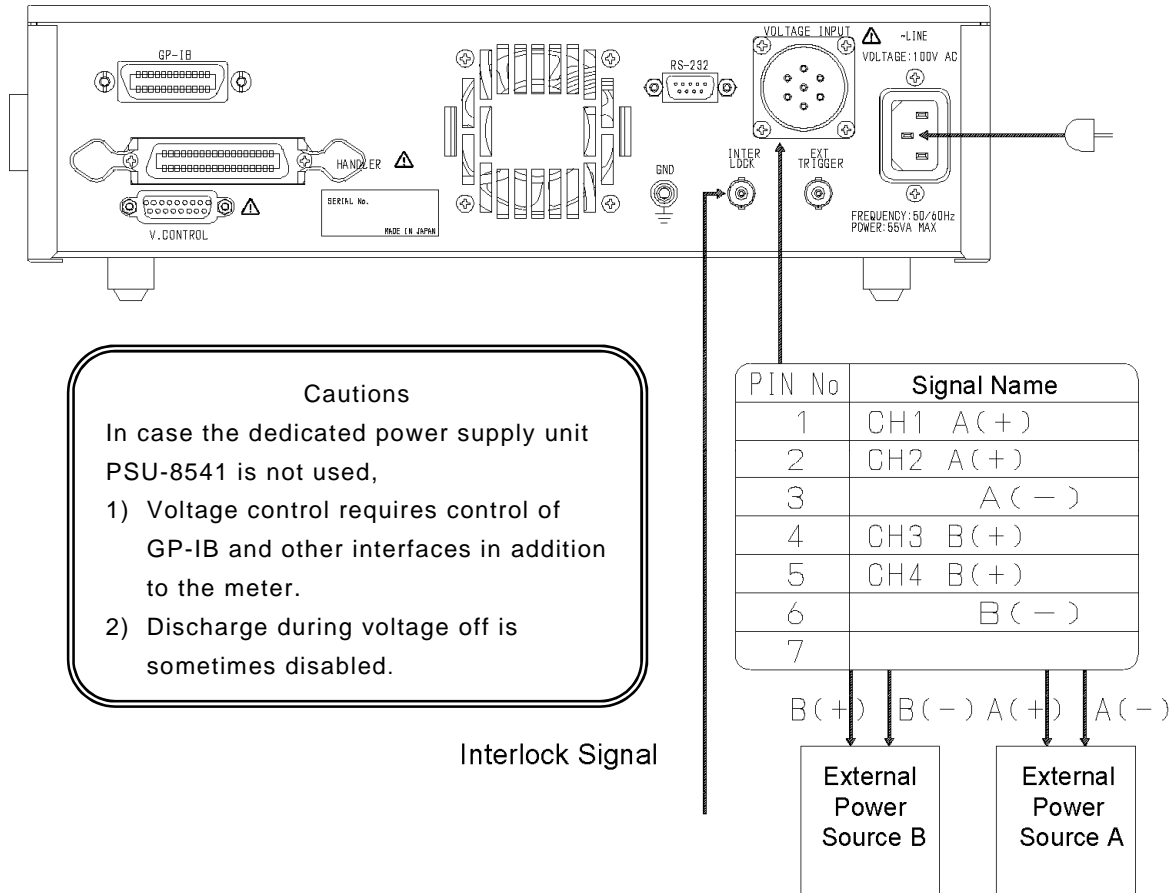 GP-IB
HANDLER
V.CONTROL
SERIAL No.
MADE IN JAPAN
RS-232
GND
VOLTAGE INPUT
INTER
LOCK
EXT
TRIGGER
~LINE
VOLTAGE:100V AC
FREQUENCY:50/60Hz
POWER:55VA MAX
Cautions
In case the dedicated power supply unit
PSU-8541 is not used,
1) Voltage control requires control of
GP-IB and other interfaces in addition
to the meter.
2) Discharge during voltage off is
sometimes disabled.
PIN No Signal Name
1 CH1 A(+)
2 CH2 A(+)
3 A(-)
4 CH3 B(+)
5 CH4 B(+)
6 B(-)
7
B(+) B(-) A(+) A(-)
Interlock Signal
External
Power
Source B
External
Power
Source A